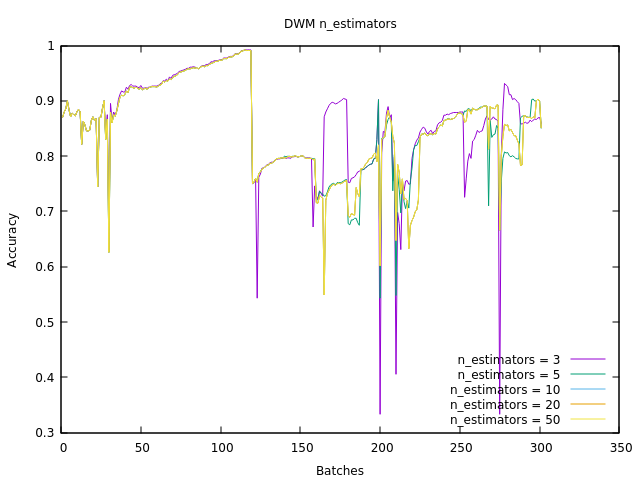 DWM n_estimators
1
0.9
0.8
0.7
0.6
0.5
0.4
0.3
Accuracy
n_estimators = 3
n_estimators = 5
n_estimators = 10
n_estimators = 20
n_estimators = 50
0 50 100 150 200 250 300 350
Batches